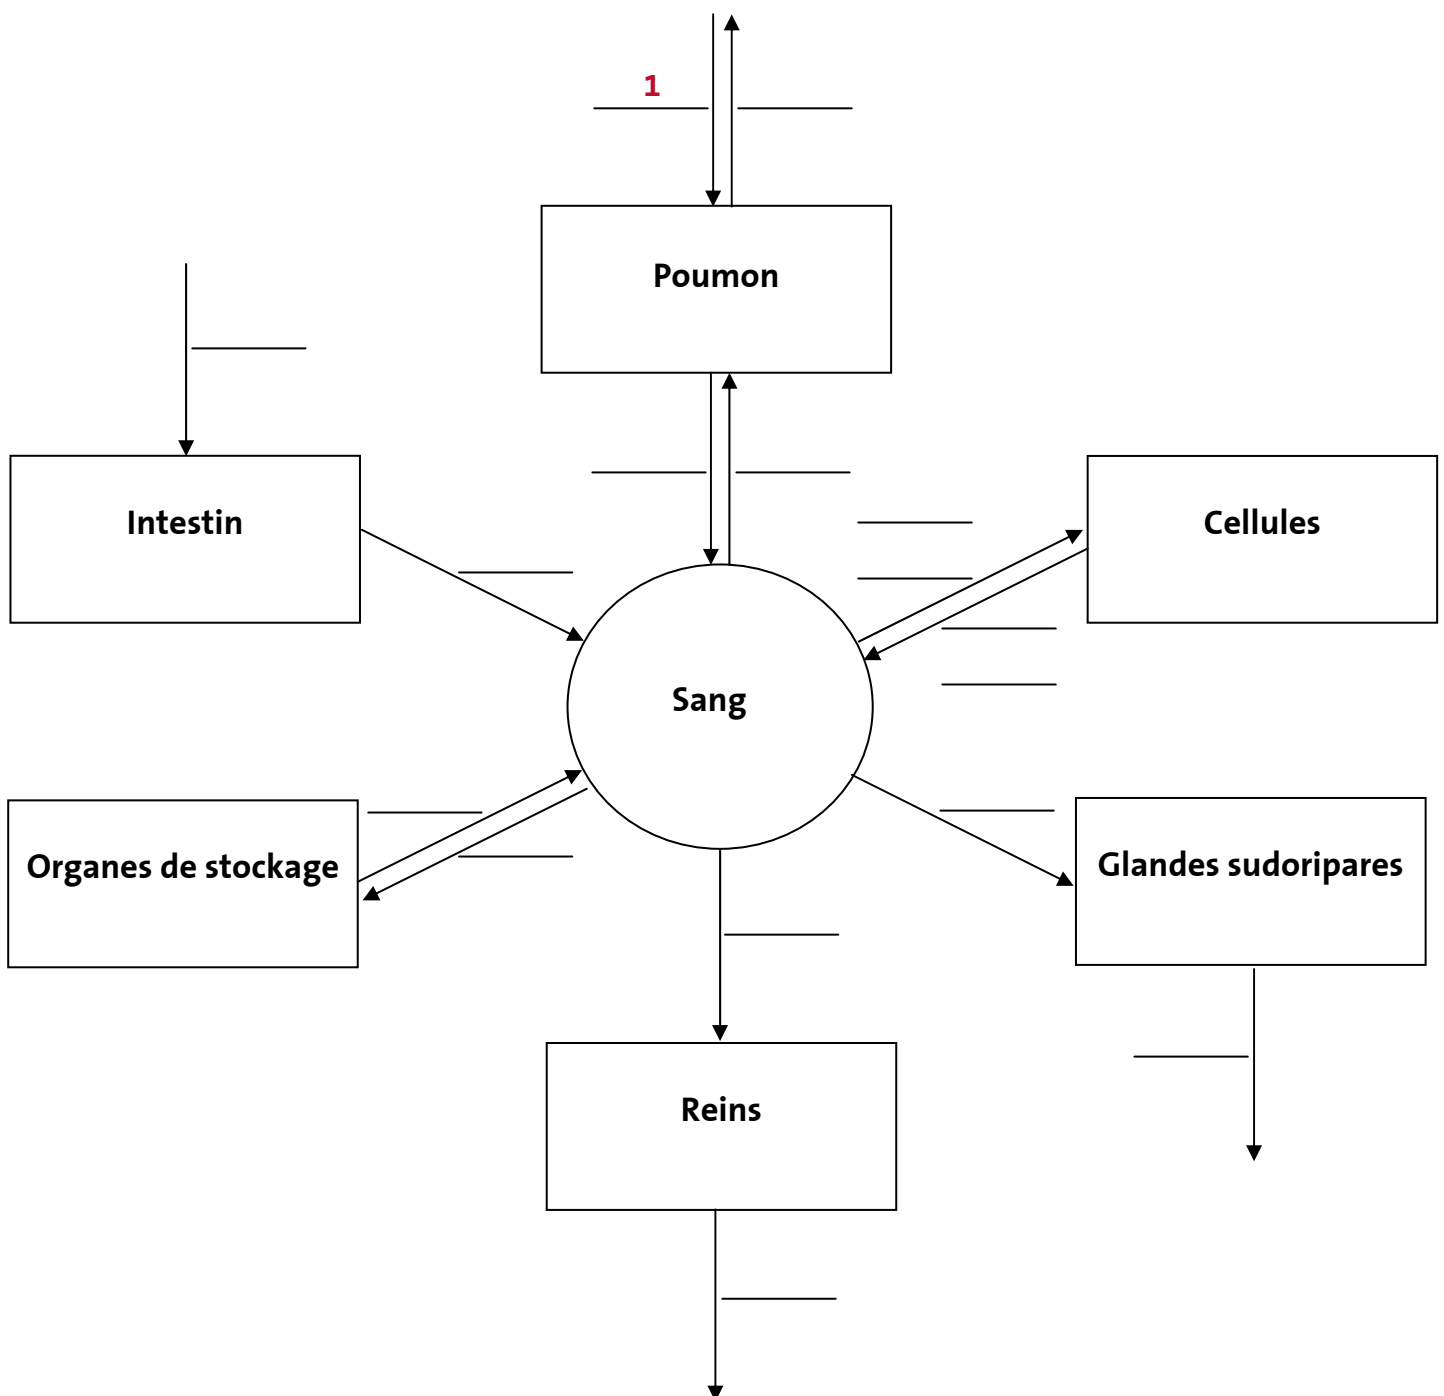 1
Poumon
Intestin
Cellules
Sang
Organes de stockage
Glandes sudoripares
Reins